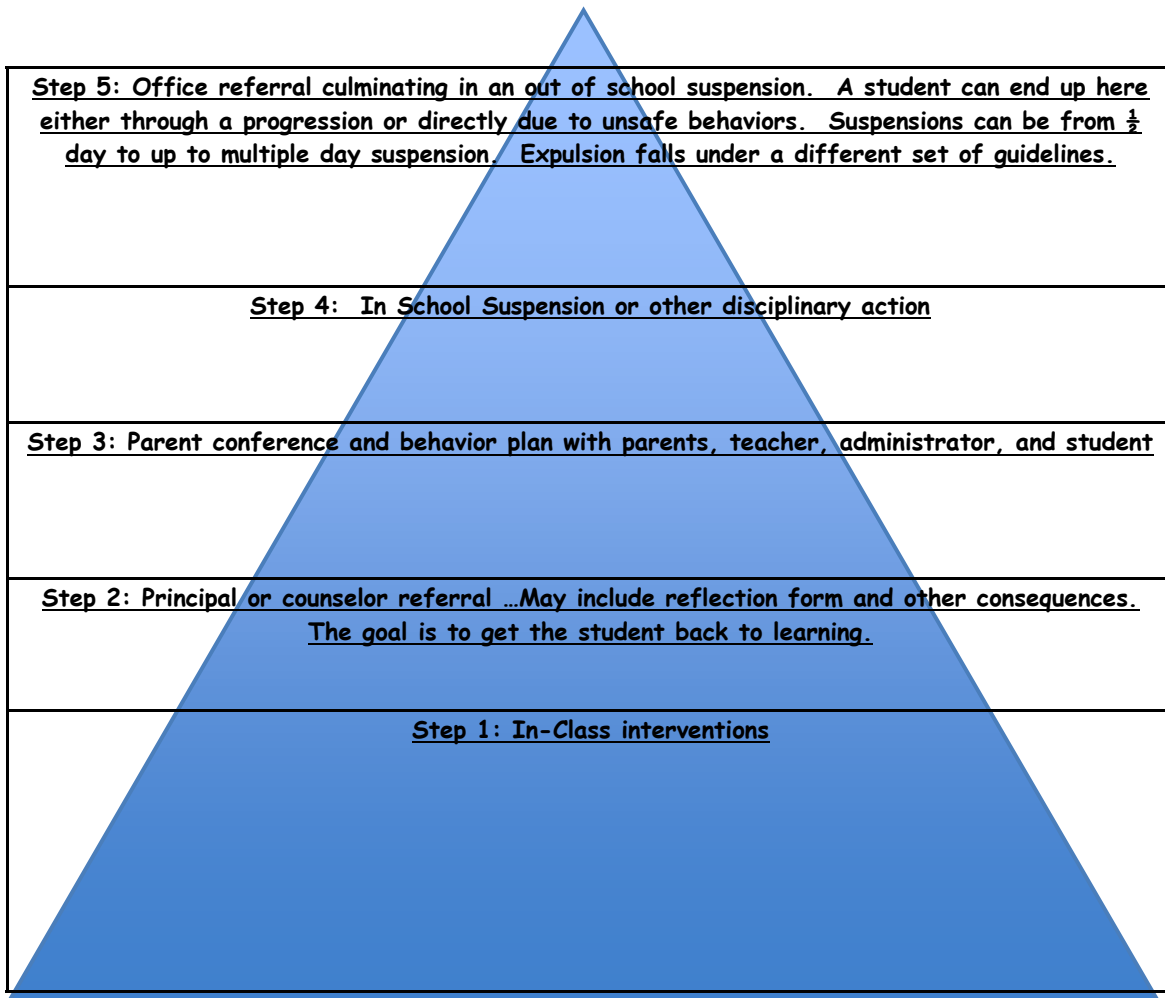 Step 5: Office referral culminating in an out of school suspension.  A student can end up here
either through a progression or directly due to unsafe behaviors.  Suspensions can be from ½
day to up to multiple day suspension.  Expulsion falls under a different set of guidelines.
Step 4:  In School Suspension or other disciplinary action
Step 3: Parent conference and behavior plan with parents, teacher, administrator, and student
Step 2: Principal or counselor referral …May include reflection form and other consequences.
The goal is to get the student back to learning.
Step 1: In-Class interventions